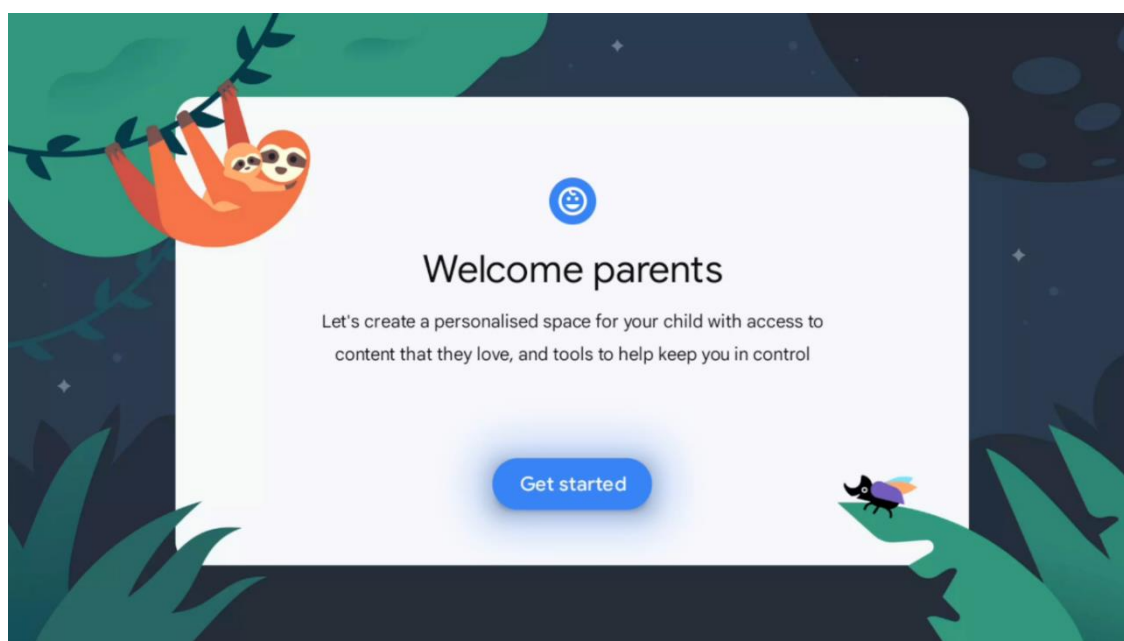 Welcome parents
Let's create a personalised space for your child with access to
content that they love, and tools to help keep you in control
Get started